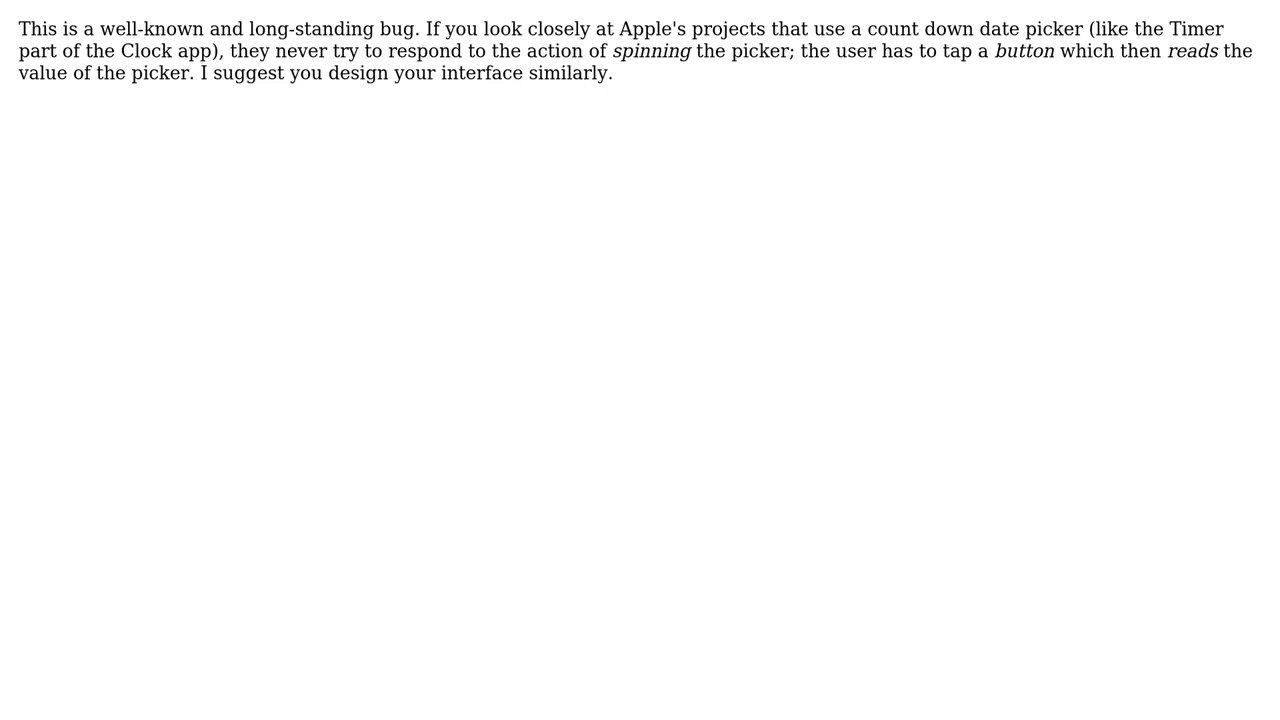 This is a well-known and long-standing bug. If you look closely at Apple's projects that use a count down date picker (like the Timer
part of the Clock app), they never try to respond to the action of spinning the picker; the user has to tap a button which then reads the
value of the picker. I suggest you design your interface similarly.